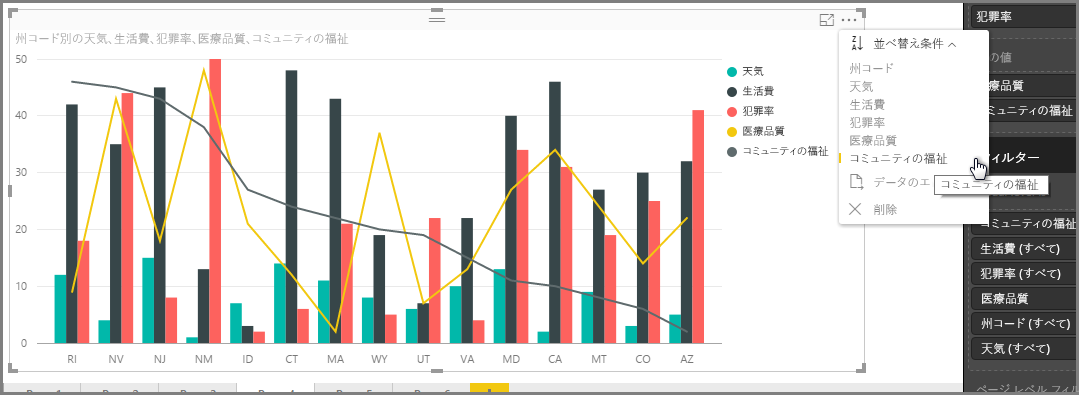 州コード別の天気、生活費、犯罪率、医療品質、コミュニティの福祉
50
40
30
20
10
0
RI NV NJ NM ID CT MA WY UT VA MD CA MT CO AZ
天気
生活費
犯罪率
医療品質
コミュニティの福祉
並べ替え条件
州コード
天気
生活費
犯罪率
医療品質
コミュニティの福祉
データのエ
コミュニティの福祉
削除
犯罪率
の値
療品質
ミュニティの福祉
フィルター
コミュニティの福祉
生活費 (すべて)
犯罪率 (すべて)
医療品質
州コード (すべて)
天気 (すべて)
ページ レベル フィル